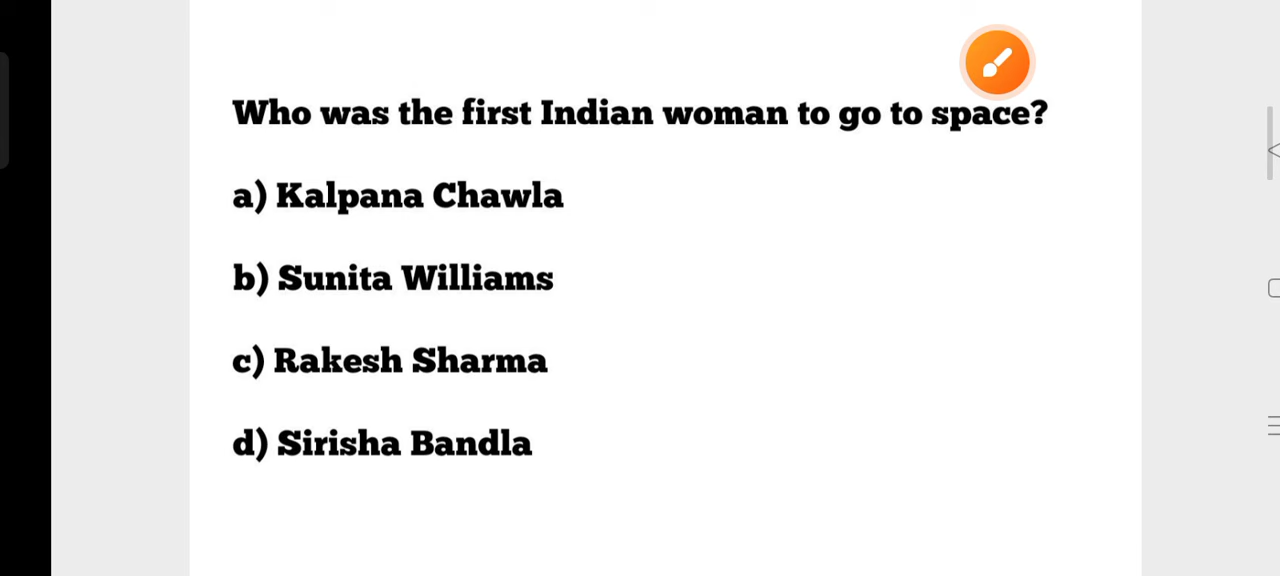 Who was the first Indian woman to go to space?
a) Kalpana Chawla
b) Sunita Williams
c) Rakesh Sharma
d) Sirisha Bandla